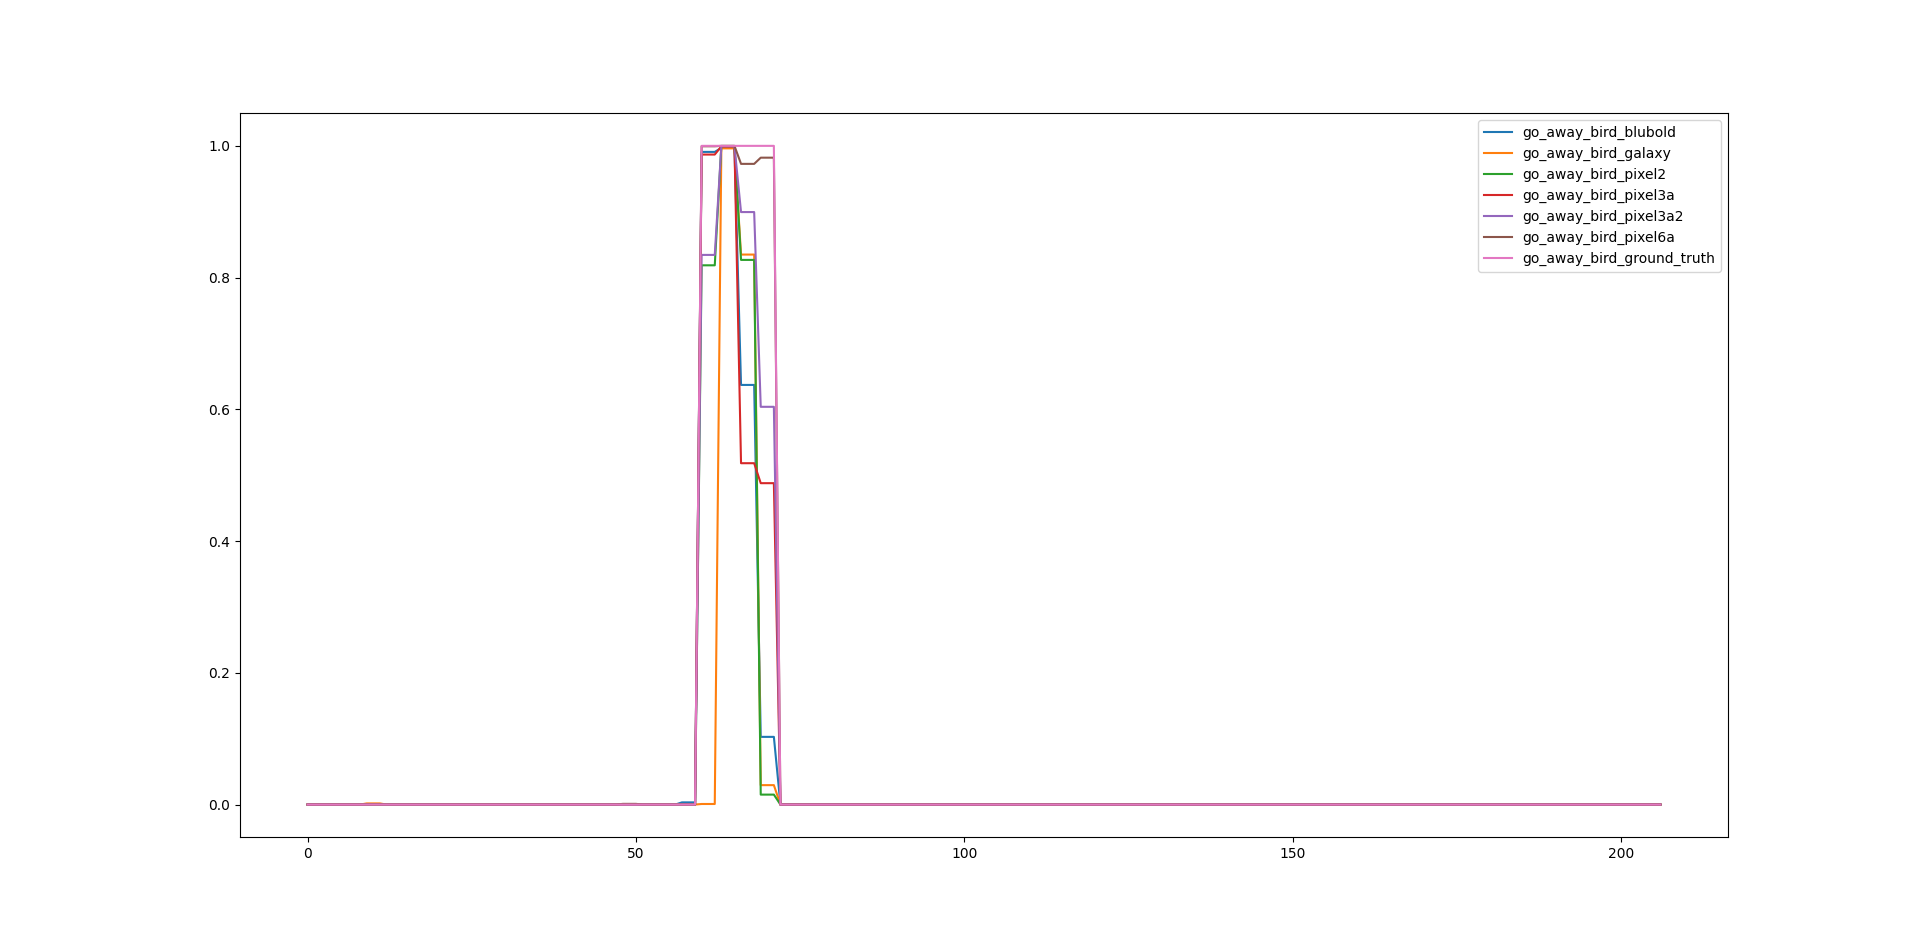 go_away_bird_blubold
go_away_bird_galaxy
go_away_bird_pixel2
go_away_bird_pixel3a
go_away_bird_pixel3a2
go_away_bird_pixel6a
go_away_bird_ground_truth
1.0
0.8
0.6
0.4
0.2
0.0
0 50 100 150 200